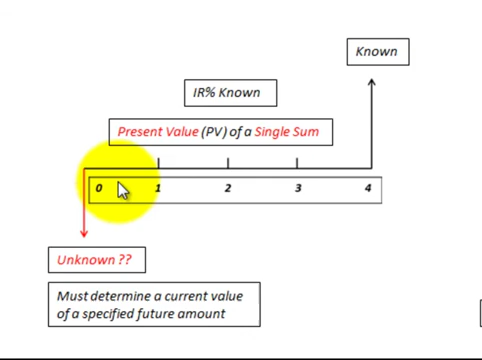 Known
IR% Known
Present Value (PV) of a Single Sum
0 1 2 3 4
Unknown ??
Must determine a current value
of a specified future amount